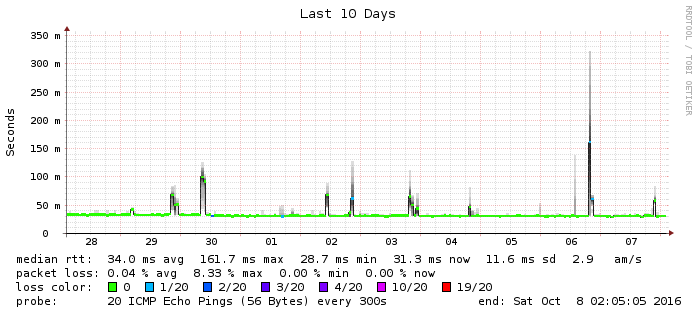 Last 10 Days
RRDTOOL / TOBI OETIKER
Seconds
350 m
300 m
250 m
200 m
150 m
100 m
50 m
0
28 29 30 01 02 03 04 05 06 07
median rtt: 34.0 ms avg 161.7 ms max 28.7 ms min 31.3 ms now 11.6 ms sd 2.9 am/s
packet loss: 0.04 % avg 8.33 % max 0.00 % min 0.00 % now
loss color: 0 1/20 2/20 3/20 4/20 10/20 19/20
probe: 20 ICMP Echo Pings (56 Bytes) every 300s end: Sat Oct 8 02:05:05 2016